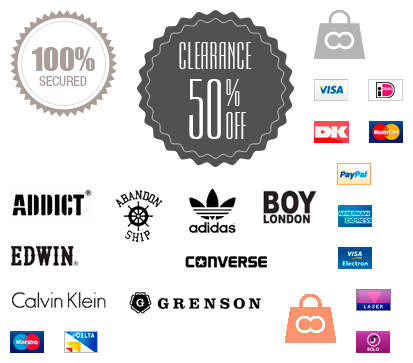 100%
SECURED
CLEARANCE
50%
OFF
VISA
iDEAL
DK
MasterCard
PayPal
ADDICT®
ABANDON
SHIP
adidas
BOY
LONDON
AMERICAN
EXPRESS
EDWIN
CONVERSE
VISA
Electron
Calvin Klein
G GRENSON
LASER
Maestro
DELTA
SOLO